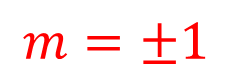 m = ±1